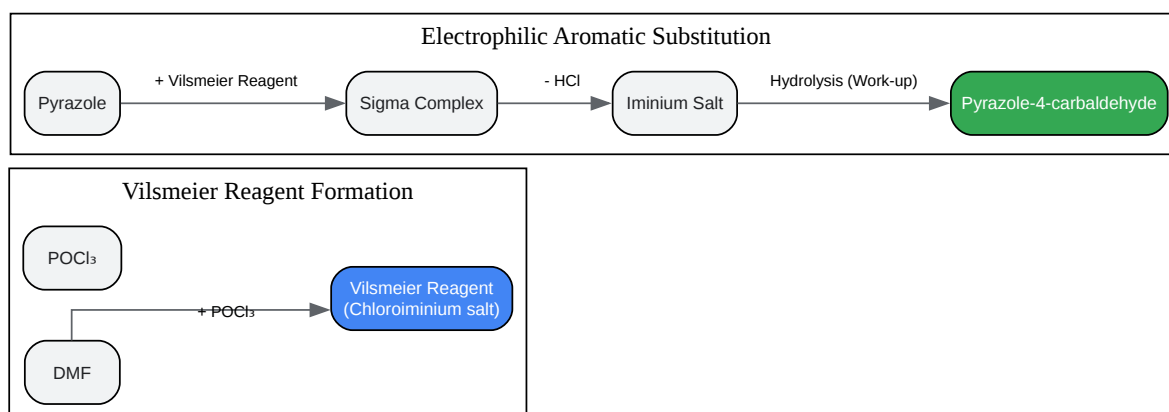 Electrophilic Aromatic Substitution
+ Vilsmeier Reagent
- HCl
Hydrolysis (Work-up)
Pyrazole
Sigma Complex
Iminium Salt
Pyrazole-4-carbaldehyde
Vilsmeier Reagent Formation
POCl₃
Vilsmeier Reagent
(Chloroiminium salt)
+ POCl₃
DMF